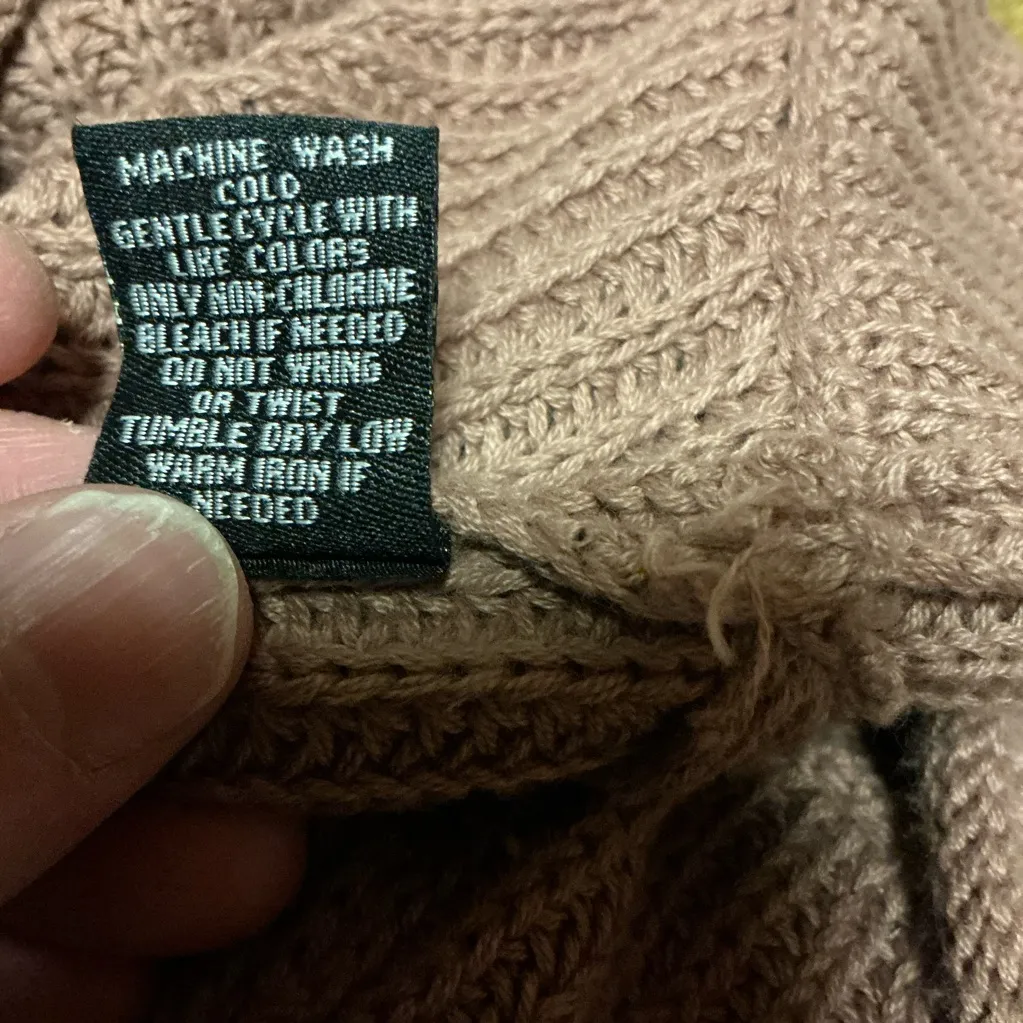 MACHINE WASH
COLD
GENTLE CYCLE WITH
LIKE COLORS
ONLY NON-CHLORINE
BLEACH IF NEEDED
DO NOT WRING
OR TWIST
TUMBLE DRY LOW
WARM IRON IF
NEEDED